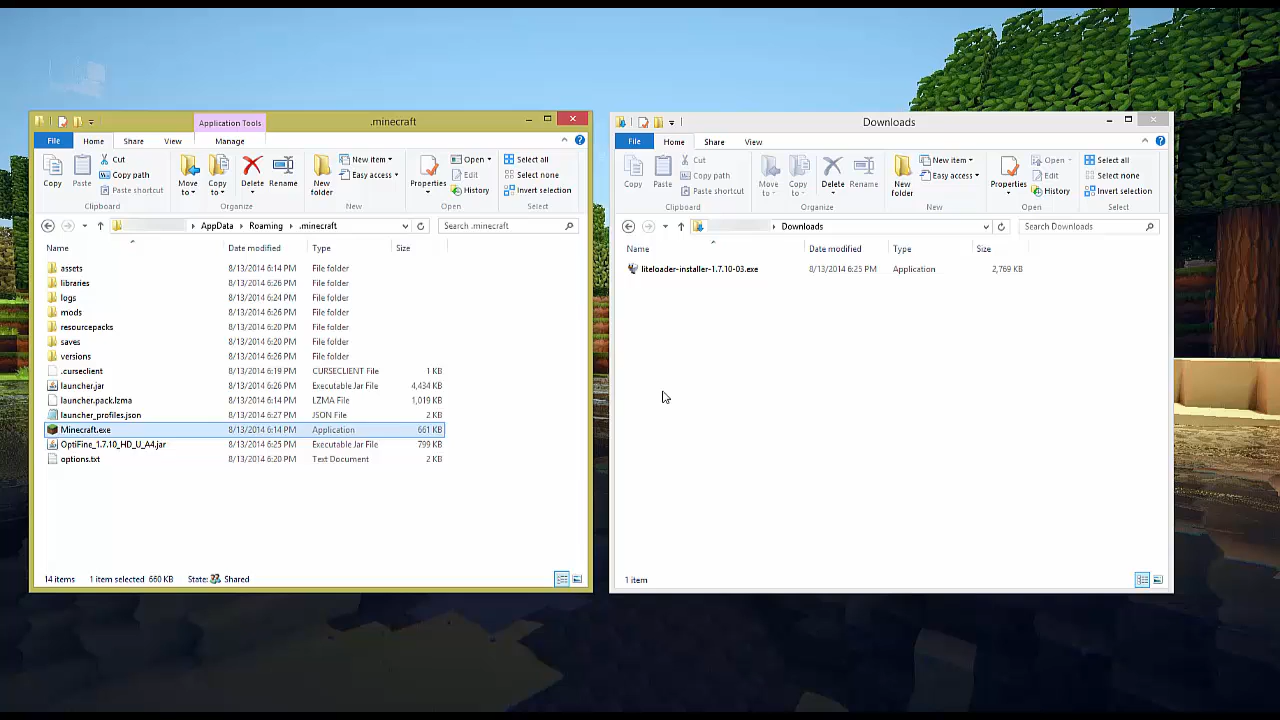 Application Tools
.minecraft
File Home Share View Manage
Copy
Paste
Cut
Copy path
Paste shortcut
Clipboard
Move to
Copy to
Delete
Rename
Organize
New folder
New item
Easy access
New
Properties
Open
Edit
History
Open
Select all
Select none
Invert selection
Select
AppData Roaming .minecraft
Search .minecraft
Name Date modified Type Size
assets 8/13/2014 6:14 PM File folder
libraries 8/13/2014 6:26 PM File folder
logs 8/13/2014 6:24 PM File folder
mods 8/13/2014 6:26 PM File folder
resourcepacks 8/13/2014 6:20 PM File folder
saves 8/13/2014 6:20 PM File folder
versions 8/13/2014 6:26 PM File folder
.curseclient 8/13/2014 6:19 PM CURSECLIENT File 1 KB
launcher.jar 8/13/2014 6:26 PM Executable Jar File 4,434 KB
launcher.pack.lzma 8/13/2014 6:26 PM LZMA File 1,019 KB
launcher_profiles.json 8/13/2014 6:27 PM JSON File 2 KB
Minecraft.exe 8/13/2014 6:14 PM Application 661 KB
OptiFine_1.7.10_HD_U_A4.jar 8/13/2014 6:25 PM Executable Jar File 799 KB
options.txt 8/13/2014 6:20 PM Text Document 2 KB
14 items 1 item selected 660 KB State: Shared
Downloads
File Home Share View
Copy
Paste
Cut
Copy path
Paste shortcut
Clipboard
Move to
Copy to
Delete
Rename
Organize
New folder
New item
Easy access
New
Properties
Open
Edit
History
Open
Select all
Select none
Invert selection
Select
Downloads
Search Downloads
Name Date modified Type Size
liteloader-installer-1.7.10-03.exe 8/13/2014 6:25 PM Application 2,769 KB
1 item